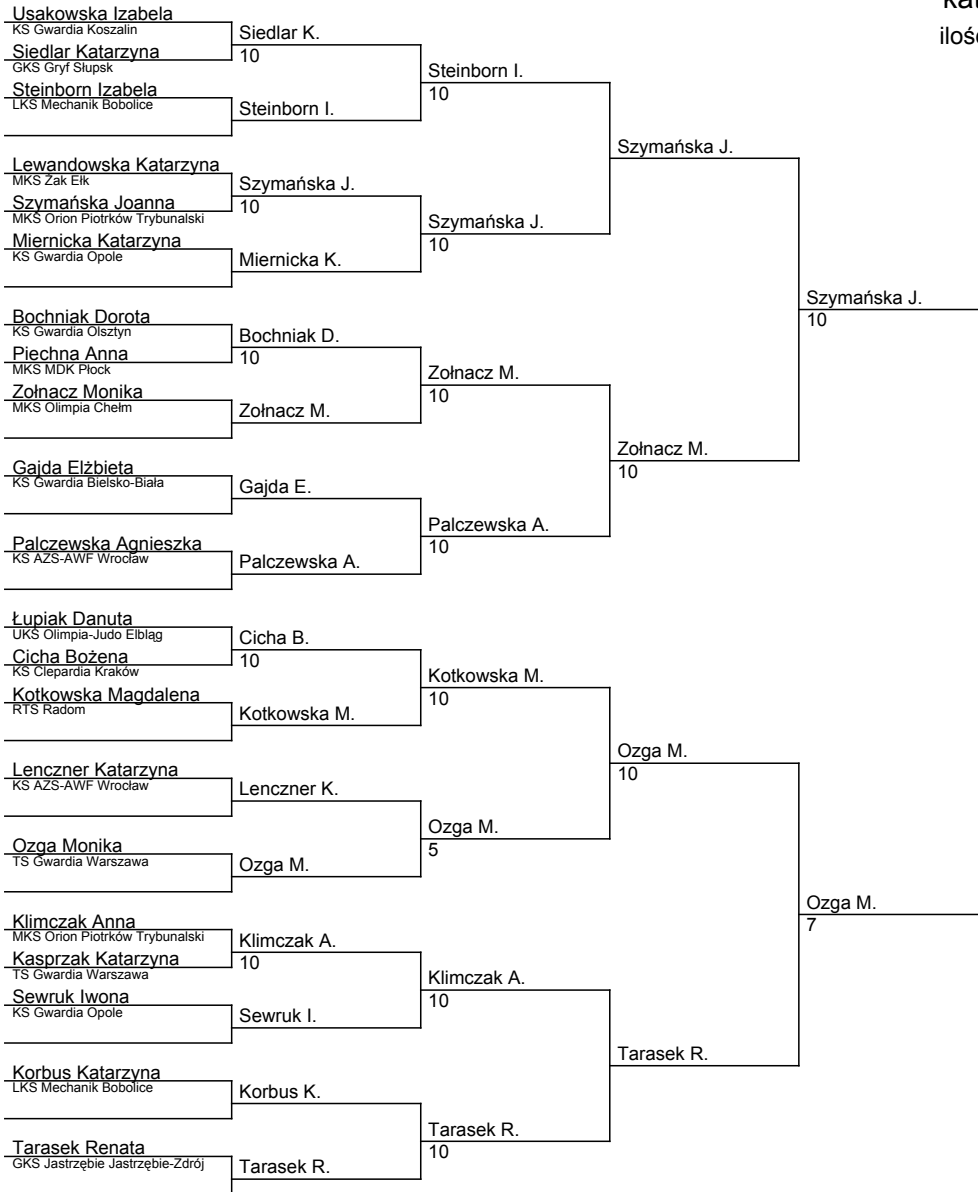 kat
ilość
Usakowska Izabela
KS Gwardia Koszalin
Siedlar Katarzyna
GKS Gryf Słupsk
Steinborn Izabela
LKS Mechanik Bobolice
Lewandowska Katarzyna
MKS Żak Ełk
Szymańska Joanna
MKS Orion Piotrków Trybunalski
Miernicka Katarzyna
KS Gwardia Opole
Bochniak Dorota
KS Gwardia Olsztyn
Piechna Anna
MKS MDK Płock
Zołnacz Monika
MKS Olimpia Chełm
Gajda Elżbieta
KS Gwardia Bielsko-Biała
Palczewska Agnieszka
KS AZS-AWF Wrocław
Łupiak Danuta
UKS Olimpia-Judo Elbląg
Cicha Bożena
KS Clepardia Kraków
Kotkowska Magdalena
RTS Radom
Lenczner Katarzyna
KS AZS-AWF Wrocław
Ozga Monika
TS Gwardia Warszawa
Klimczak Anna
MKS Orion Piotrków Trybunalski
Kasprzak Katarzyna
TS Gwardia Warszawa
Sewruk Iwona
KS Gwardia Opole
Korbus Katarzyna
LKS Mechanik Bobolice
Tarasek Renata
GKS Jastrzębie Jastrzębie-Zdrój
Siedlar K.
10
Steinborn I.
Szymańska J.
10
Miernicka K.
Bochniak D.
10
Zołnacz M.
Gajda E.
Palczewska A.
Cicha B.
10
Kotkowska M.
Lenczner K.
Ozga M.
Klimczak A.
10
Sewruk I.
Korbus K.
Tarasek R.
Steinborn I.
10
Szymańska J.
10
Zołnacz M.
10
Palczewska A.
10
Kotkowska M.
10
Ozga M.
5
Klimczak A.
10
Tarasek R.
10
Szymańska J.
Zołnacz M.
10
Ozga M.
10
Tarasek R.
Szymańska J.
10
Ozga M.
7